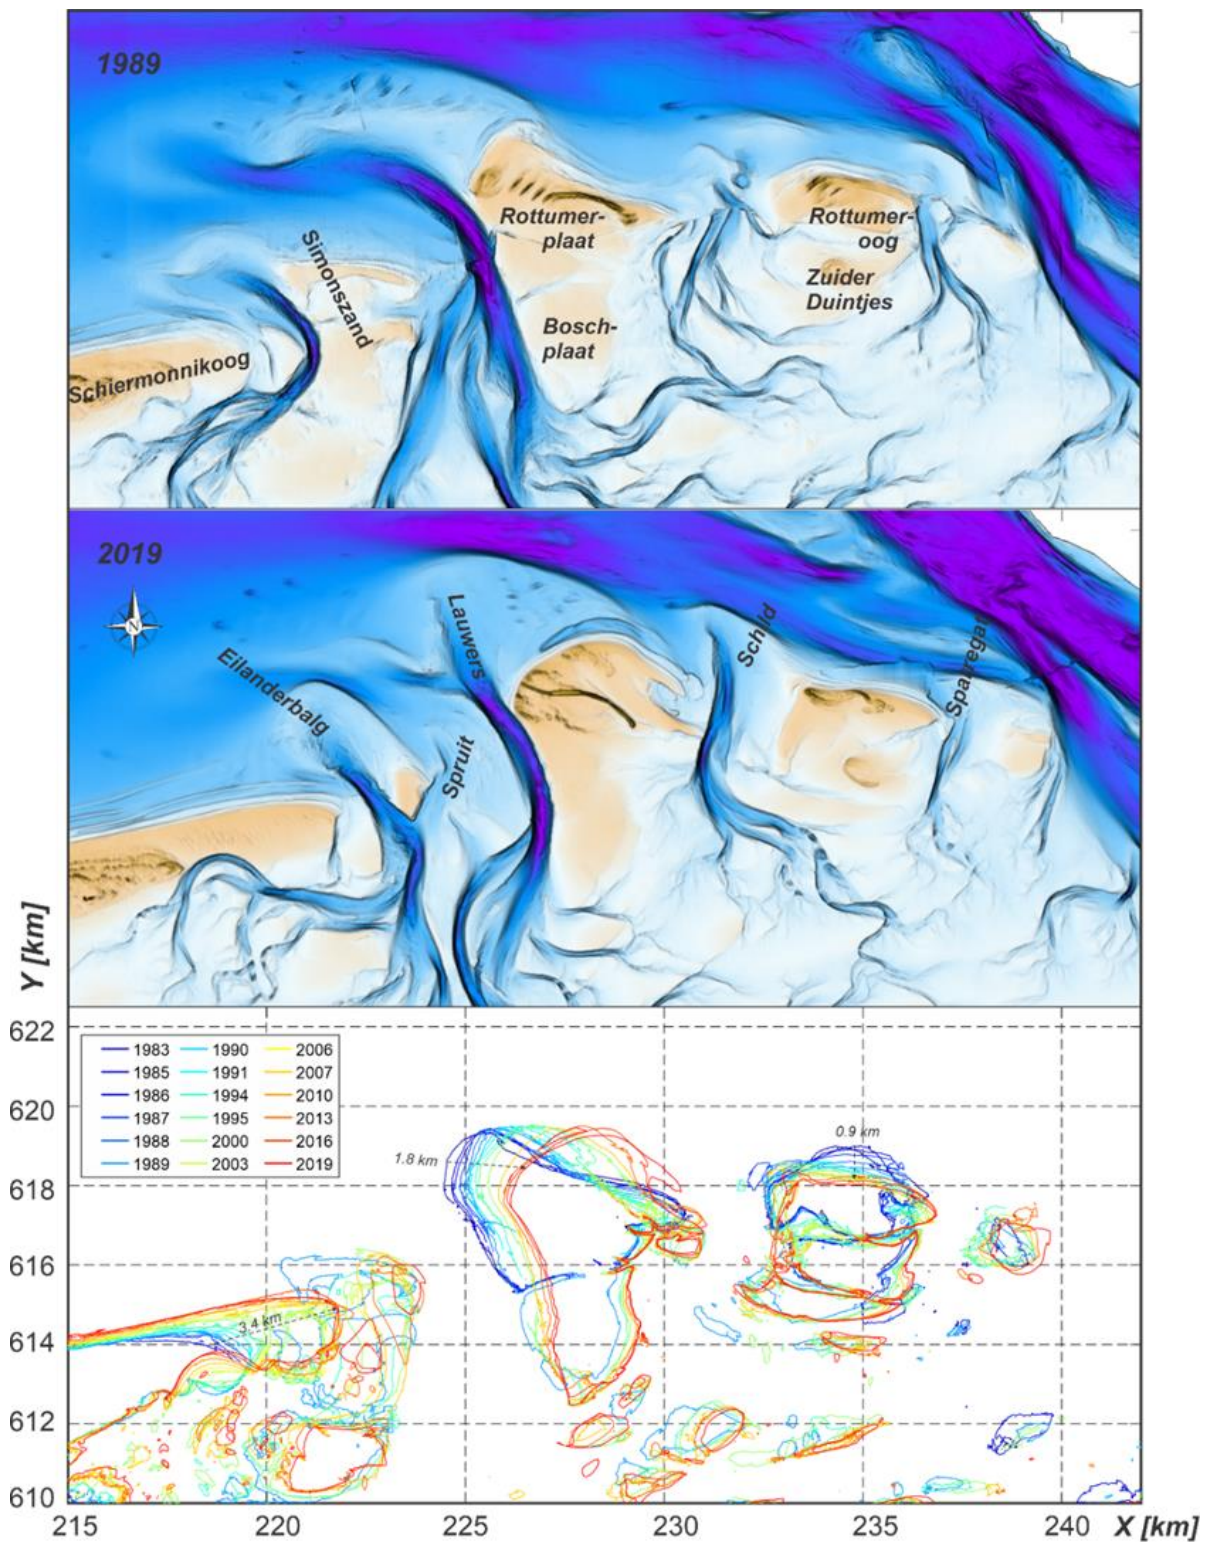 1989
Simonszand
Schiermonnikoog
Rottumer-
plaat
Bosch-
plaat
Rottumer-
oog
Zuider
Duintjes
2019
N
Eilanderbalg
Lauwers
Spruit
Schild
Sparregat
Y [km]
622
620
618
616
614
612
610
1983 1990 2006
1985 1991 2007
1986 1994 2010
1987 1995 2013
1988 2000 2016
1989 2003 2019
1.8 km
0.9 km
3.4 km
215 220 225 230 235 240 X [km]